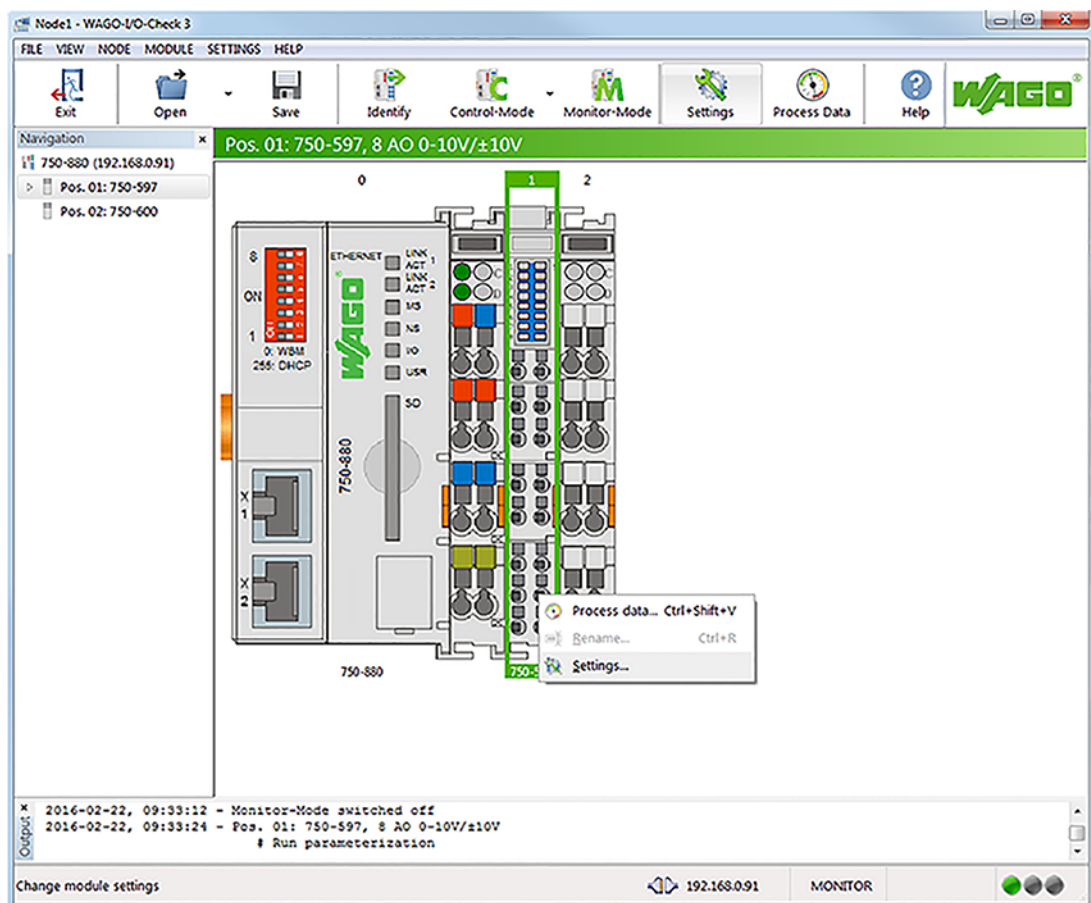 Node1 - WAGO-I/O-Check 3
FILE VIEW NODE MODULE SETTINGS HELP
Exit Open Save Identify Control-Mode Monitor-Mode Settings Process Data Help WAGO®
Navigation ×
750-880 (192.168.0.91)
Pos. 01: 750-597
Pos. 02: 750-600
Pos. 01: 750-597, 8 AO 0-10V/±10V
0 1 2
8
ON
1
0: WBM
255: DHCP
ETHERNET
LINK 1
ACT
LINK 2
ACT
MS
NS
I/O
USR
SD
WAGO®
750-880
X
1
X
2
C
D
C
Process data... Ctrl+Shift+V
Rename... Ctrl+R
Settings...
750-880
Output
2016-02-22, 09:33:12 - Monitor-Mode switched off
2016-02-22, 09:33:24 - Pos. 01: 750-597, 8 AO 0-10V/±10V
# Run parameterization
Change module settings 192.168.0.91 MONITOR